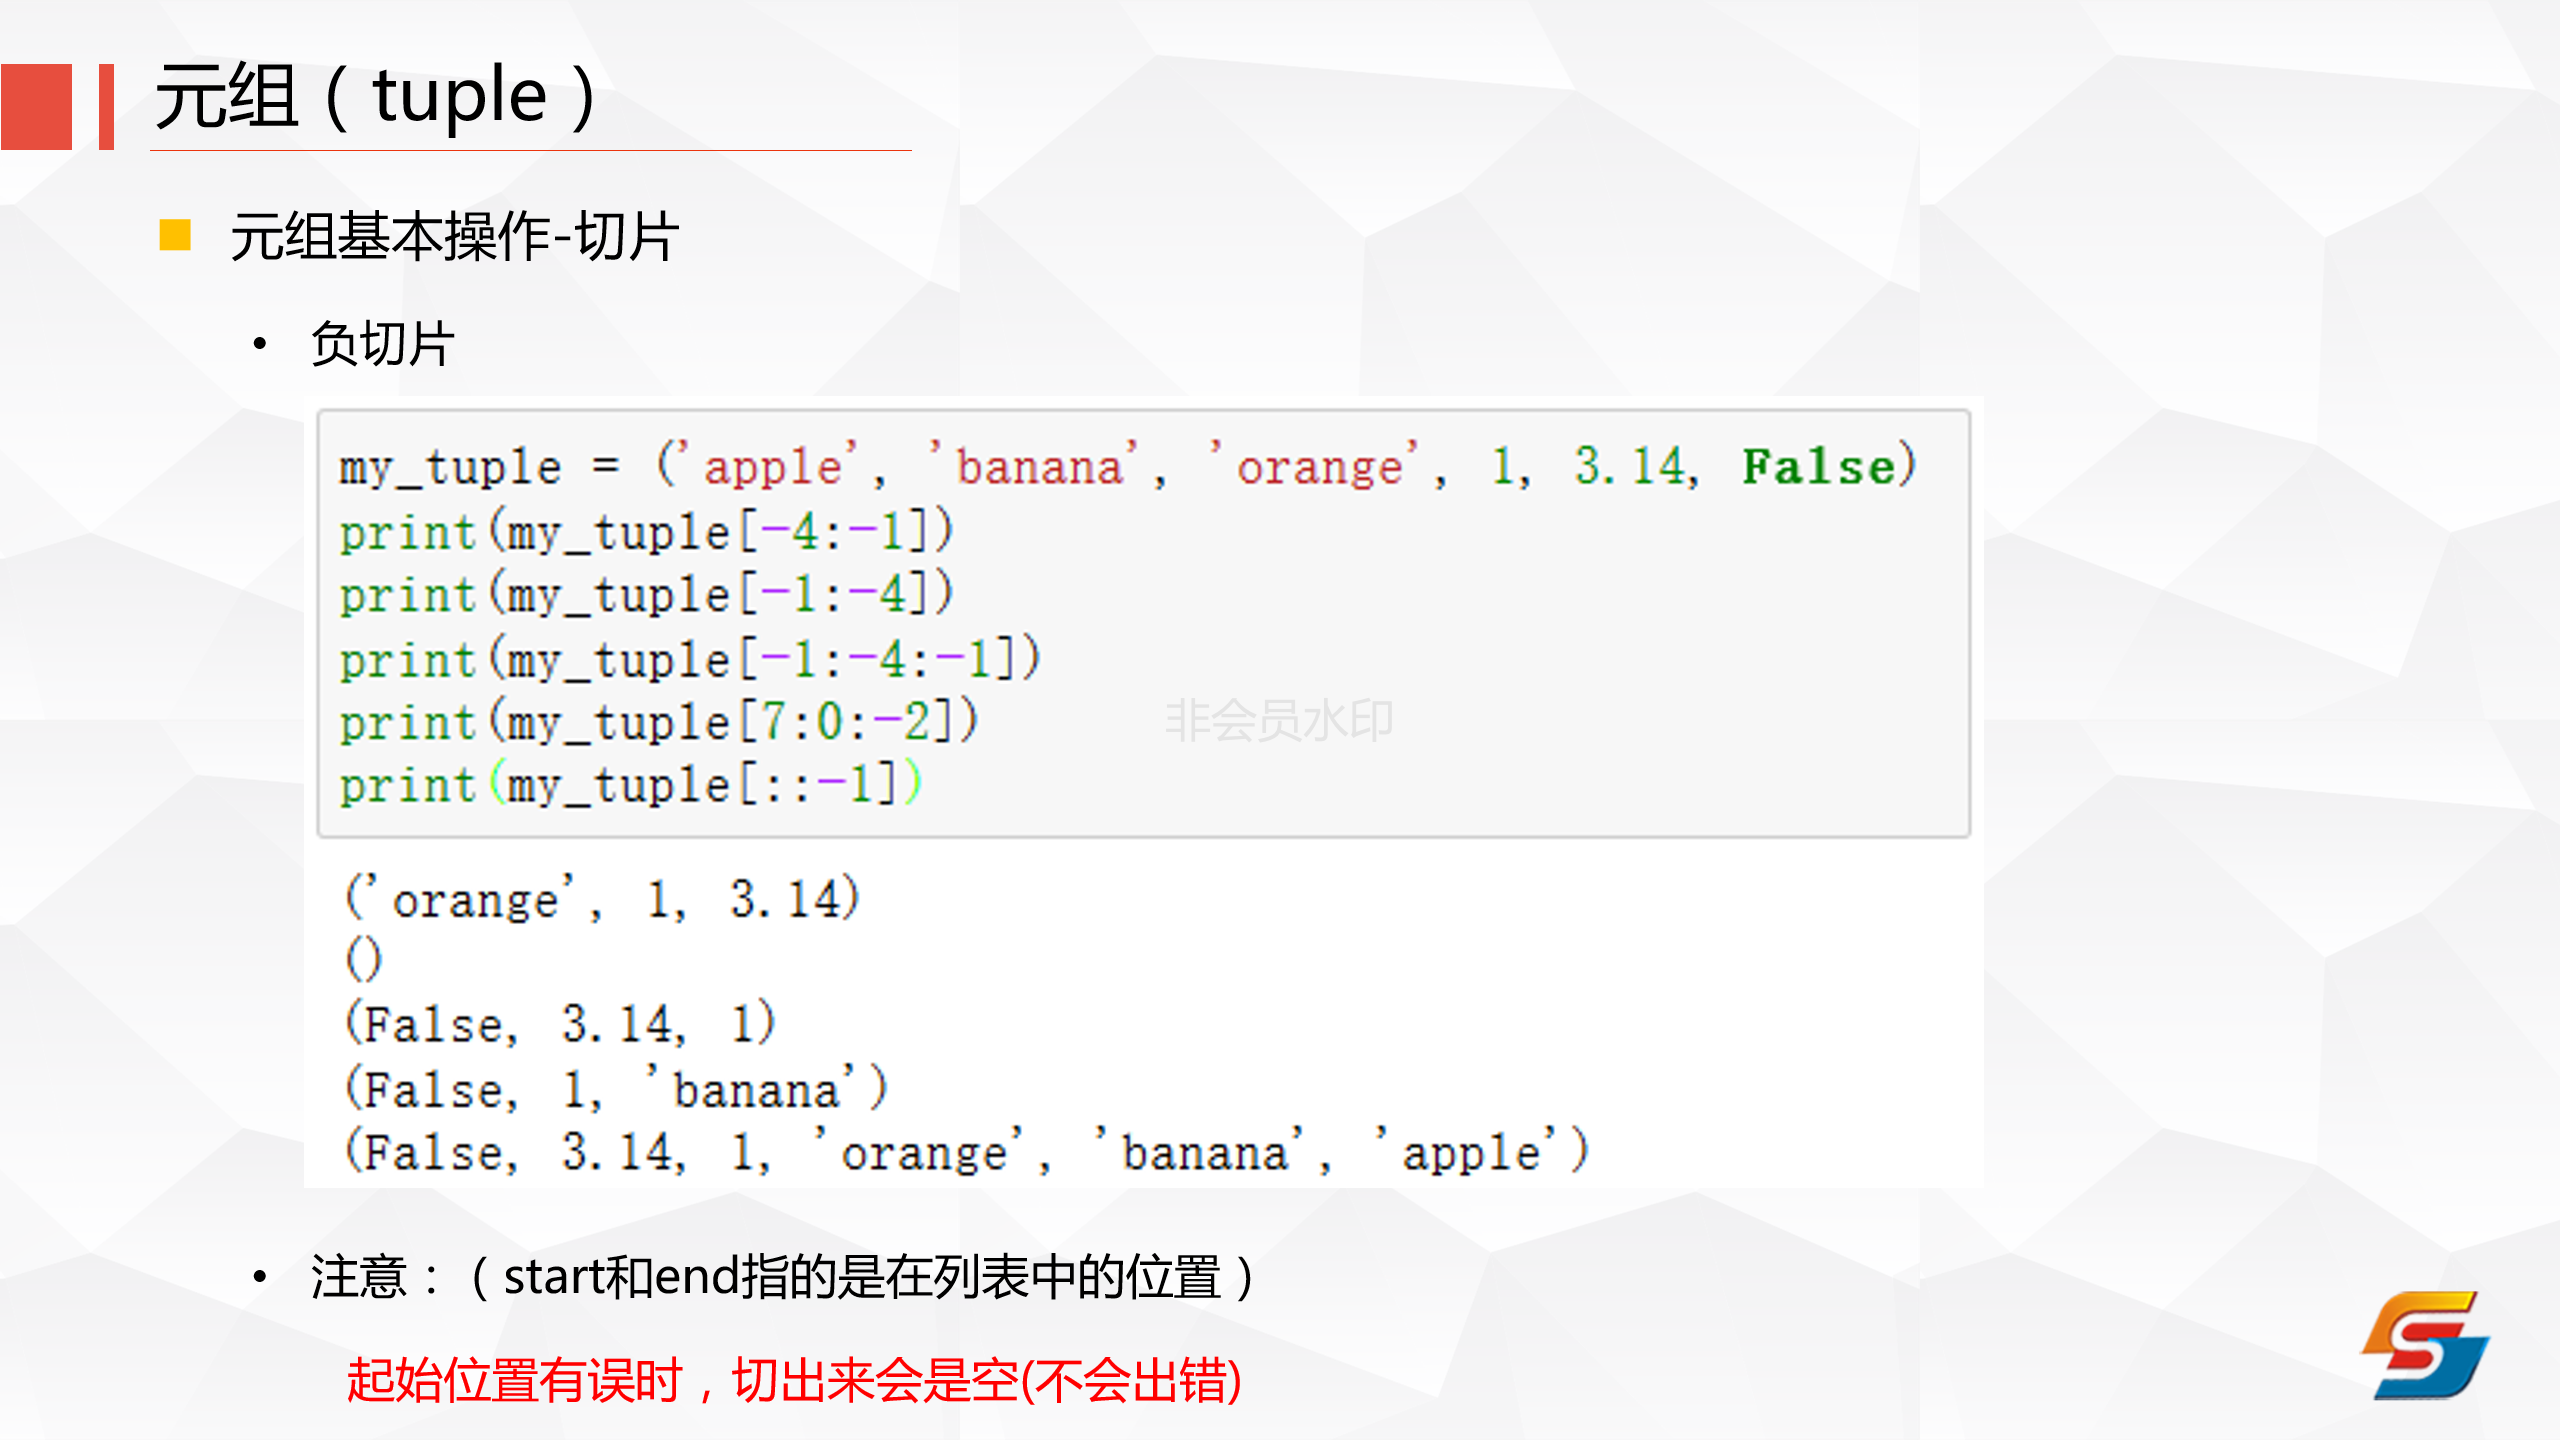 元组（tuple）
元组基本操作-切片
• 负切片
my_tuple = ('apple', 'banana', 'orange', 1, 3.14, False)
print(my_tuple[-4:-1])
print(my_tuple[-1:-4])
print(my_tuple[-1:-4:-1])
print(my_tuple[7:0:-2])
非会员水印
print(my_tuple[::-1])
('orange', 1, 3.14)
()
(False, 3.14, 1)
(False, 1, 'banana')
(False, 3.14, 1, 'orange', 'banana', 'apple')
• 注意：（start和end指的是在列表中的位置）
起始位置有误时，切出来会是空(不会出错)